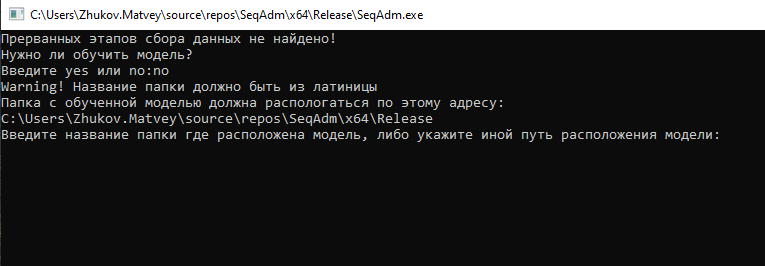 C:\Users\Zhukov.Matvey\source\repos\SeqAdm\x64\Release\SeqAdm.exe
Прерванных этапов сбора данных не найдено!
Нужно ли обучить модель?
Введите yes или no:no
Warning! Название папки должно быть из латиницы
Папка с обученной моделью должна распологаться по этому адресу:
C:\Users\Zhukov.Matvey\source\repos\SeqAdm\x64\Release
Введите название папки где расположена модель, либо укажите иной путь расположения модели: